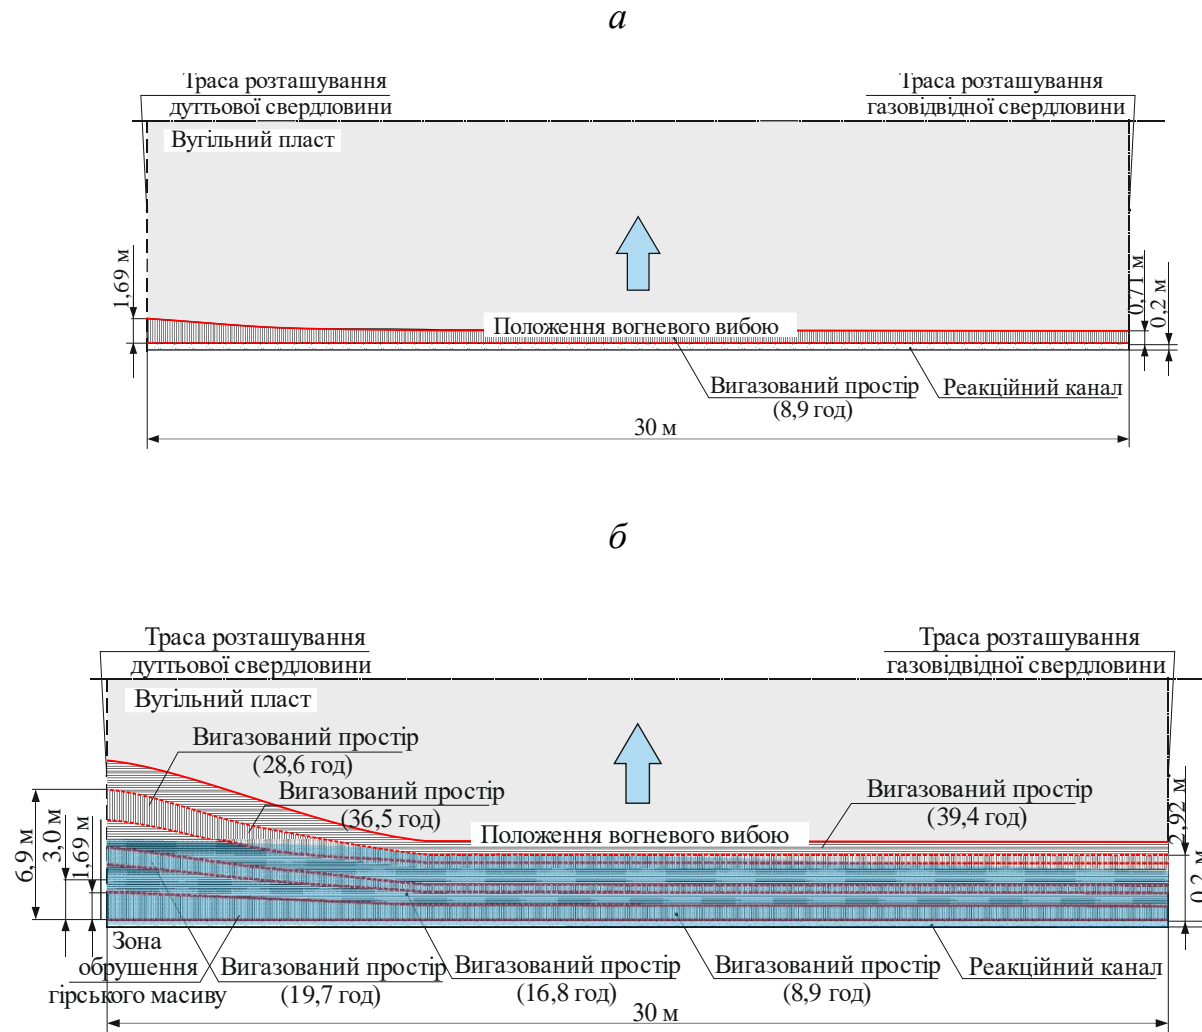 а
Траса розташування
дуттьової свердловини
Траса розташування
газовідвідної свердловини
Вугільний пласт
1,69 м
0,71 м
0,2 м
Положення вогневого вибою
Вигазований простір
(8,9 год)
Реакційний канал
30 м
б
Траса розташування
дуттьової свердловини
Траса розташування
газовідвідної свердловини
Вугільний пласт
Вигазований простір
(28,6 год)
Вигазований простір
(36,5 год)
Вигазований простір
(39,4 год)
Положення вогневого вибою
6,9 м
3,0 м
1,69 м
2,92 м
0,2 м
Зона
обрушення
гірського масиву
Вигазований простір
(19,7 год)
Вигазований простір
(16,8 год)
Вигазований простір
(8,9 год)
Реакційний канал
30 м